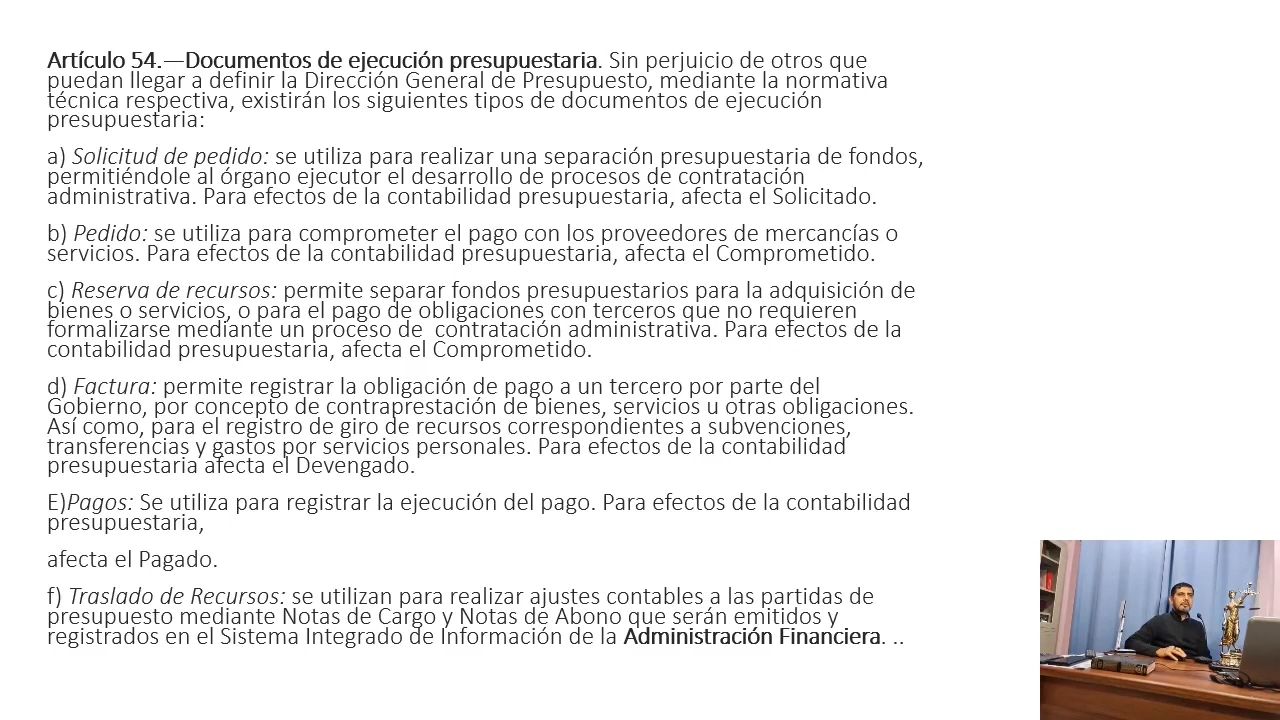 Artículo 54.—Documentos de ejecución presupuestaria. Sin perjuicio de otros que
puedan llegar a definir la Dirección General de Presupuesto, mediante la normativa
técnica respectiva, existirán los siguientes tipos de documentos de ejecución
presupuestaria:
a) Solicitud de pedido: se utiliza para realizar una separación presupuestaria de fondos,
permitiéndole al órgano ejecutor el desarrollo de procesos de contratación
administrativa. Para efectos de la contabilidad presupuestaria, afecta el Solicitado.
b) Pedido: se utiliza para comprometer el pago con los proveedores de mercancías o
servicios. Para efectos de la contabilidad presupuestaria, afecta el Comprometido.
c) Reserva de recursos: permite separar fondos presupuestarios para la adquisición de
bienes o servicios, o para el pago de obligaciones con terceros que no requieren
formalizarse mediante un proceso de  contratación administrativa. Para efectos de la
contabilidad presupuestaria, afecta el Comprometido.
d) Factura: permite registrar la obligación de pago a un tercero por parte del
Gobierno, por concepto de contraprestación de bienes, servicios u otras obligaciones.
Así como, para el registro de giro de recursos correspondientes a subvenciones,
transferencias y gastos por servicios personales. Para efectos de la contabilidad
presupuestaria afecta el Devengado.
E)Pagos: Se utiliza para registrar la ejecución del pago. Para efectos de la contabilidad
presupuestaria,
afecta el Pagado.
f) Traslado de Recursos: se utilizan para realizar ajustes contables a las partidas de
presupuesto mediante Notas de Cargo y Notas de Abono que serán emitidos y
registrados en el Sistema Integrado de Información de la Administración Financiera. ..